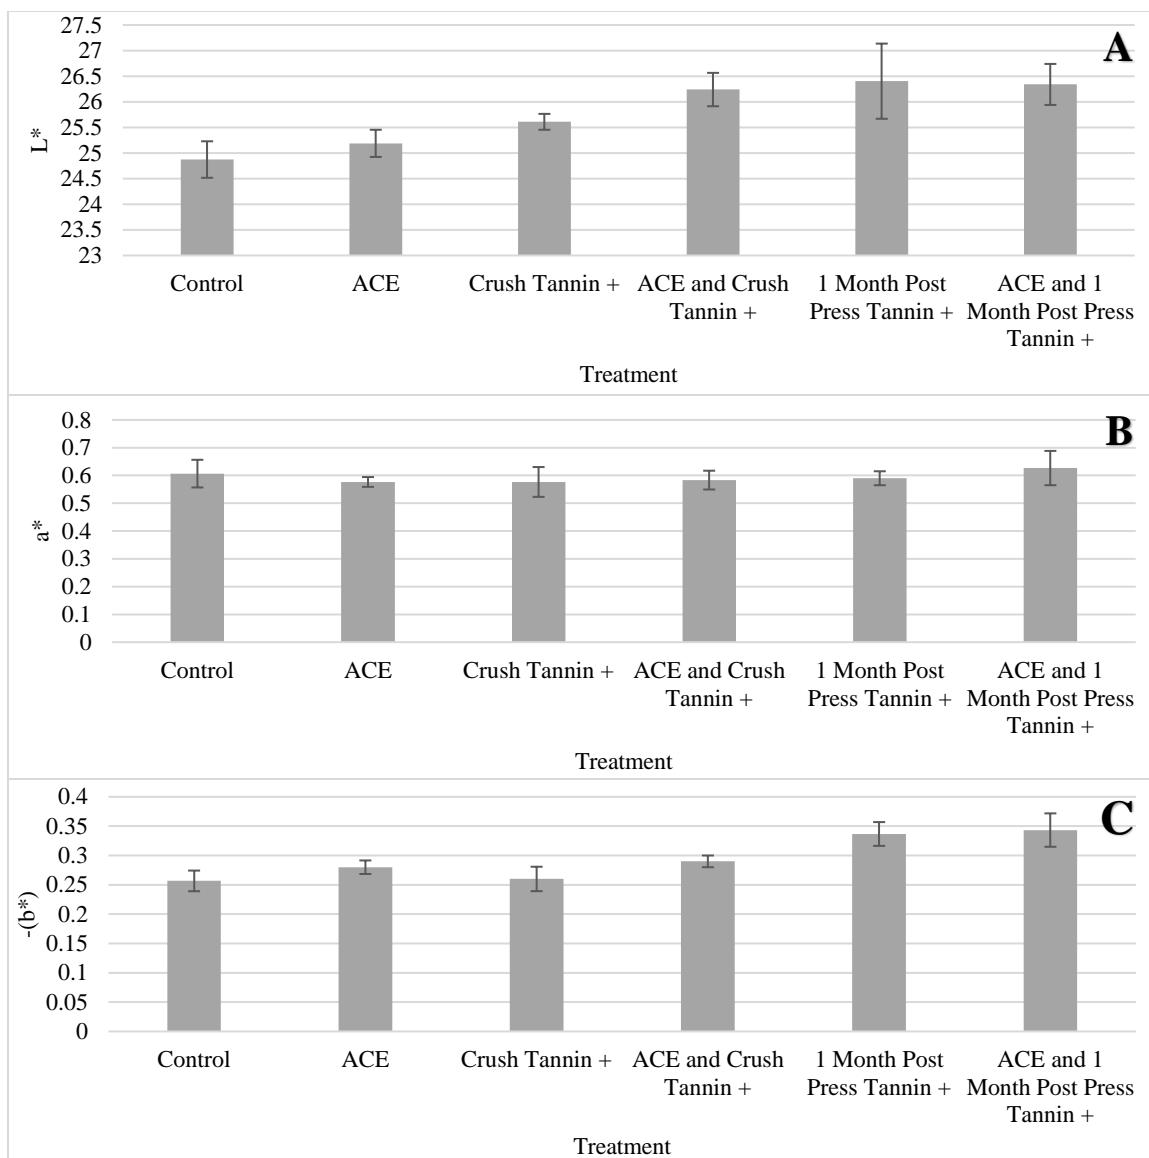 A
27.5
27
26.5
26
25.5
25
24.5
24
23.5
23
L*
Control
ACE
Crush Tannin +
ACE and Crush
Tannin +
1 Month Post
Press Tannin +
ACE and 1
Month Post Press
Tannin +
Treatment
B
0.8
0.7
0.6
0.5
0.4
0.3
0.2
0.1
0
a*
Control
ACE
Crush Tannin +
ACE and Crush
Tannin +
1 Month Post
Press Tannin +
ACE and 1
Month Post Press
Tannin +
Treatment
C
0.4
0.35
0.3
0.25
0.2
0.15
0.1
0.05
0
-(b*)
Control
ACE
Crush Tannin +
ACE and Crush
Tannin +
1 Month Post
Press Tannin +
ACE and 1
Month Post Press
Tannin +
Treatment